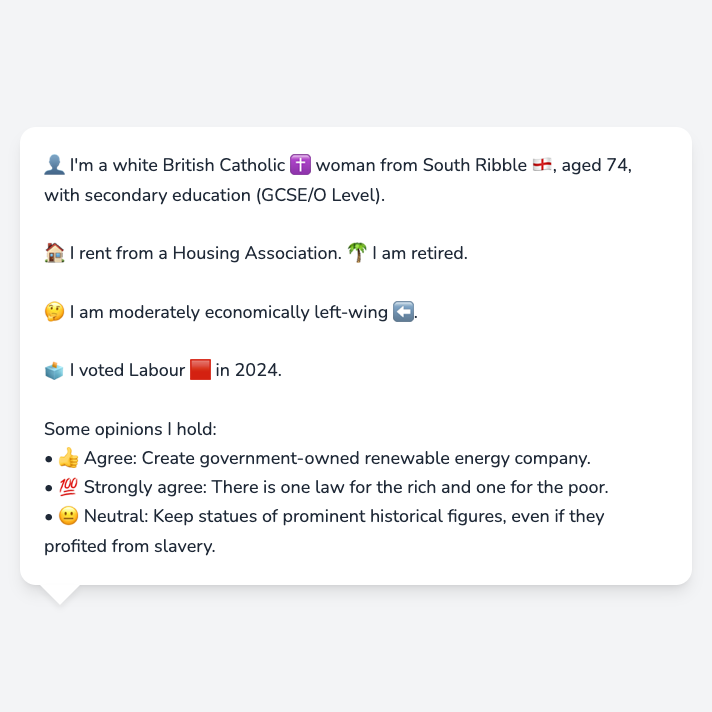 👤 I'm a white British Catholic ✝️ woman from South Ribble 🏴󠁧󠁢󠁥󠁮󠁧󠁿, aged 74,
with secondary education (GCSE/O Level).
🏠 I rent from a Housing Association. 🌴 I am retired.
🤔 I am moderately economically left-wing ⬅️.
🗳️ I voted Labour 🟥 in 2024.
Some opinions I hold:
• 👍 Agree: Create government-owned renewable energy company.
• 💯 Strongly agree: There is one law for the rich and one for the poor.
• 😐 Neutral: Keep statues of prominent historical figures, even if they
profited from slavery.